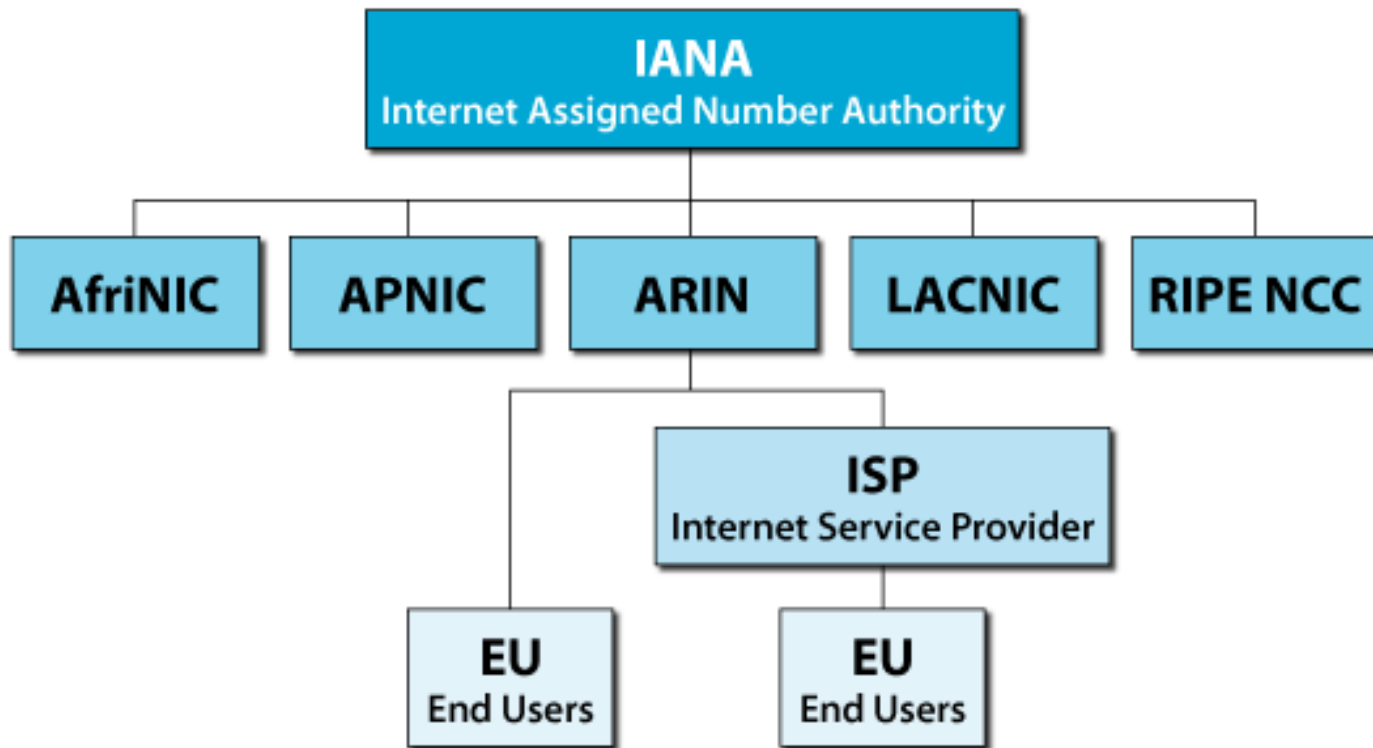 IANA
Internet Assigned Number Authority
AfriNIC
APNIC
ARIN
LACNIC
RIPE NCC
ISP
Internet Service Provider
EU
End Users
EU
End Users